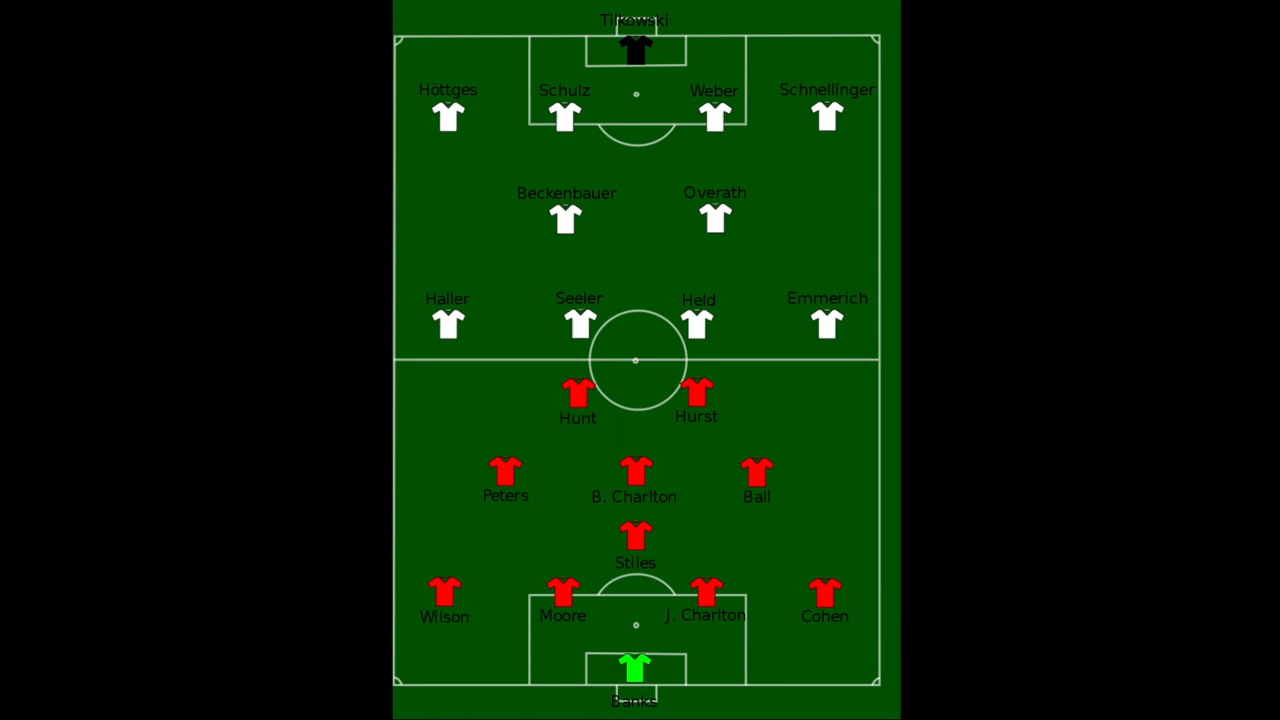 Tilkowski
Höttges Schulz Weber Schnellinger
Beckenbauer Overath
Haller Seeler Held Emmerich
Hunt Hurst
Peters B. Charlton Ball
Stiles
Wilson Moore J. Charlton Cohen
Banks